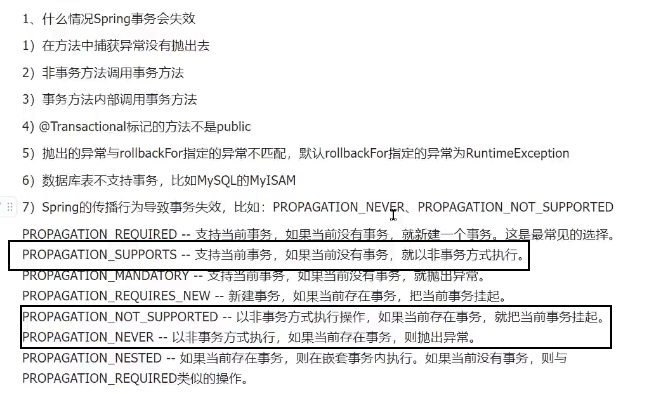 1、什么情况Spring事务会失效
1）在方法中捕获异常没有抛出去
2）非事务方法调用事务方法
3）事务方法内部调用事务方法
4) @Transactional标记的方法不是public
5）抛出的异常与rollbackFor指定的异常不匹配，默认rollbackFor指定的异常为RuntimeException
6）数据库表不支持事务，比如MySQL的MyISAM
7）Spring的传播行为导致事务失效，比如：PROPAGATION_NEVER、PROPAGATION_NOT_SUPPORTED
PROPAGATION_REQUIRED -- 支持当前事务，如果当前没有事务，就新建一个事务。这是最常见的选择。
PROPAGATION_SUPPORTS -- 支持当前事务，如果当前没有事务，就以非事务方式执行。
PROPAGATION_MANDATORY -- 支持当前事务，如果当前没有事务，就抛出异常。
PROPAGATION_REQUIRES_NEW -- 新建事务，如果当前存在事务，把当前事务挂起。
PROPAGATION_NOT_SUPPORTED -- 以非事务方式执行操作，如果当前存在事务，就把当前事务挂起。
PROPAGATION_NEVER -- 以非事务方式执行，如果当前存在事务，则抛出异常。
PROPAGATION_NESTED -- 如果当前存在事务，则在嵌套事务内执行。如果当前没有事务，则与
PROPAGATION_REQUIRED类似的操作。